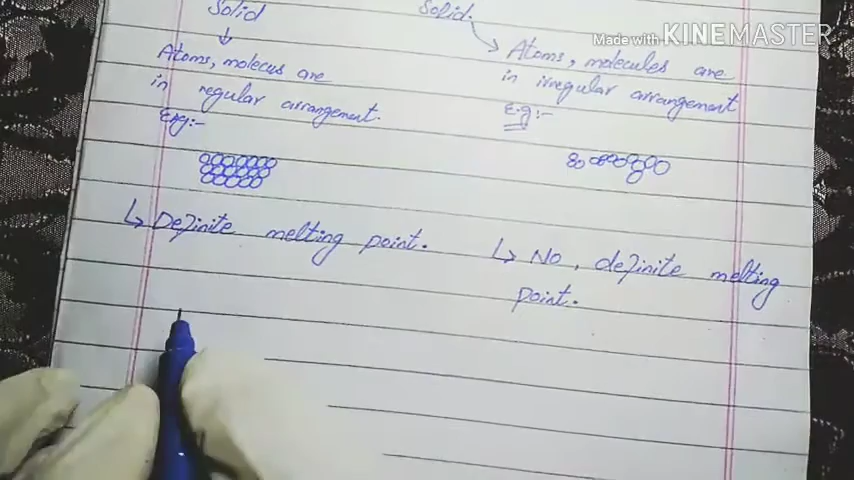 Solid
↓
Atoms, molecus are
in regular arrangement.
Eg:-
↳ Definite melting point.
Solid.
Atoms, molecules are
in irregular arrangement
E.g:-
↳ No, definite melting
point.
Made with KINEMASTER